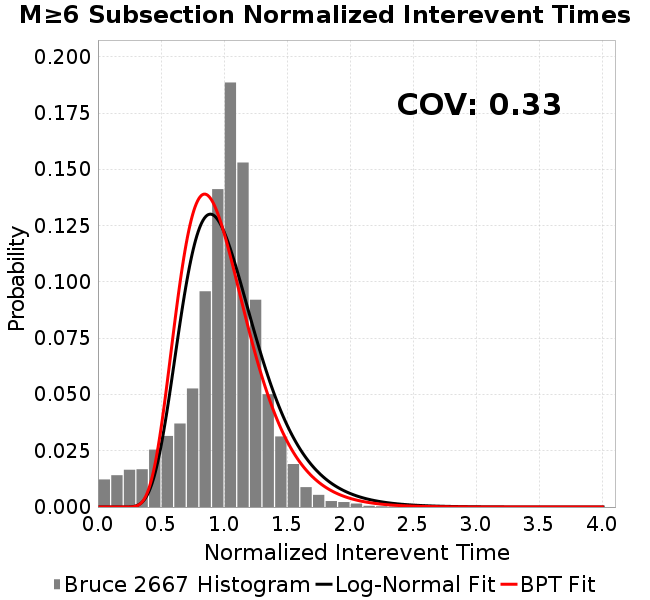 M≥6 Subsection Normalized Interevent Times
COV: 0.33
0.200
0.175
0.150
0.125
0.100
0.075
0.050
0.025
0.000
Probability
0.0 0.5 1.0 1.5 2.0 2.5 3.0 3.5 4.0
Normalized Interevent Time
Bruce 2667 Histogram Log-Normal Fit BPT Fit